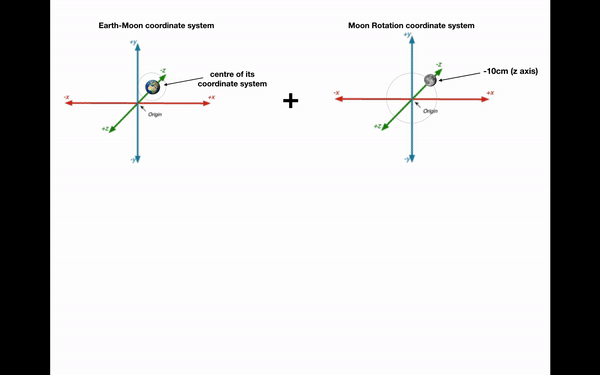 Earth-Moon coordinate system
Moon Rotation coordinate system
+y
-z
centre of its
coordinate system
-x
+x
+z
Origin
-y
+
+y
-z
-10cm (z axis)
-x
+x
+z
Origin
-y